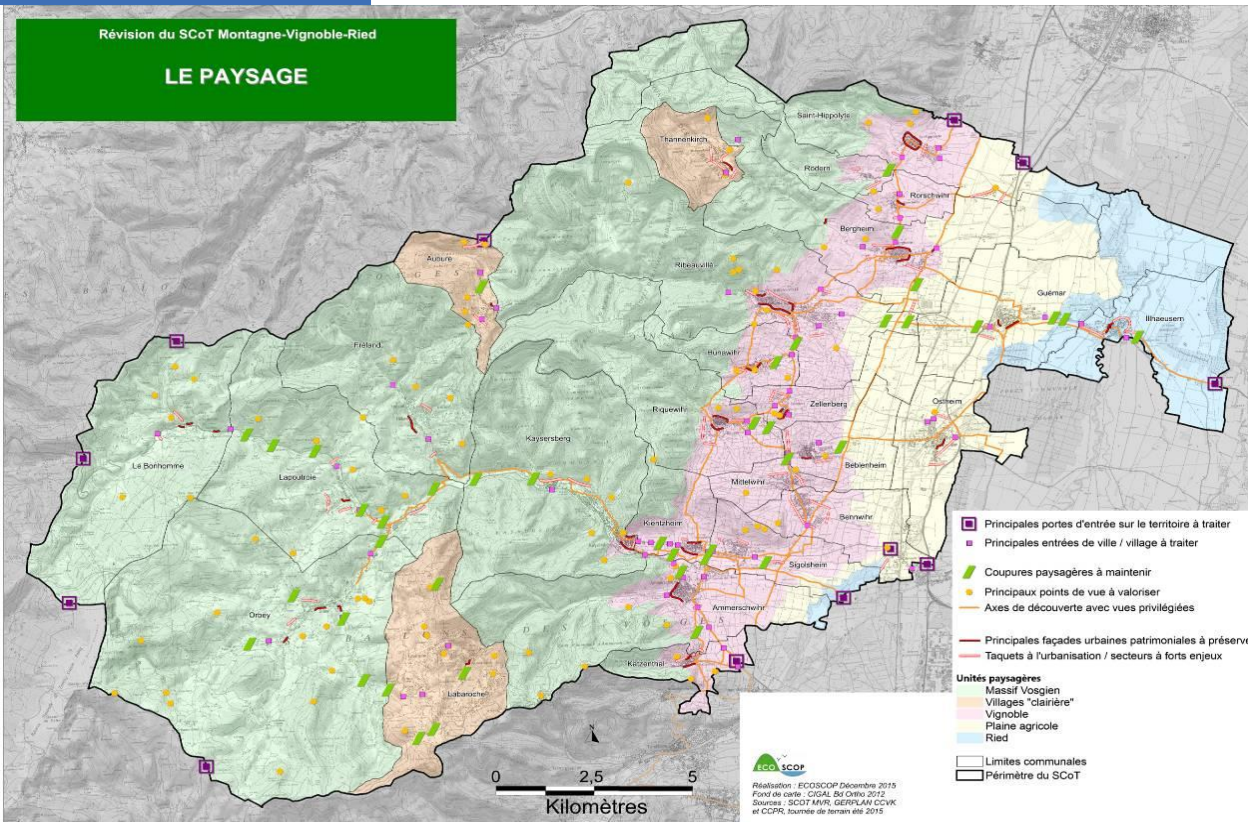 Révision du SCoT Montagne-Vignoble-Ried
LE PAYSAGE
Saint-Hippolyte
Thannenkirch
Rodern
Rorschwihr
Bergheim
Aubure
Ribeauvillé
Guémar
Illhaeusern
Fréland
Hunawihr
Riquewihr
Zellenberg
Ostheim
Kaysersberg
Le Bonhomme
Lapoutroie
Beblenheim
Mittelwihr
Bennwihr
Kientzheim
Sigolsheim
Orbey
Ammerschwihr
Katzenthal
Labaroche
Principales portes d'entrée sur le territoire à traiter
Principales entrées de ville / village à traiter
Coupures paysagères à maintenir
Principaux points de vue à valoriser
Axes de découverte avec vues privilégiées
Principales façades urbaines patrimoniales à préserve
Taquets à l'urbanisation / secteurs à forts enjeux
Unités paysagères
Massif Vosgien
Villages "clairière"
Vignoble
Plaine agricole
Ried
Limites communales
Périmètre du SCoT
N
0 2,5 5
Kilomètres
ECO SCOP
Réalisation : ECOSCOP Décembre 2015
Fond de carte : CIGAL Bd Ortho 2012
Sources : SCOT MVR, GERPLAN CCVK
et CCPR, tournée de terrain été 2015